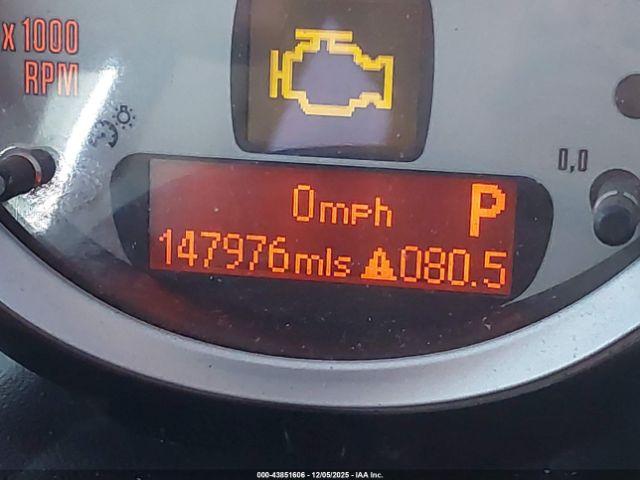 x 1000
RPM
0,0
0mph P
147976mls 080.5
000-43851606 - 12/05/2025 - IAA Inc.